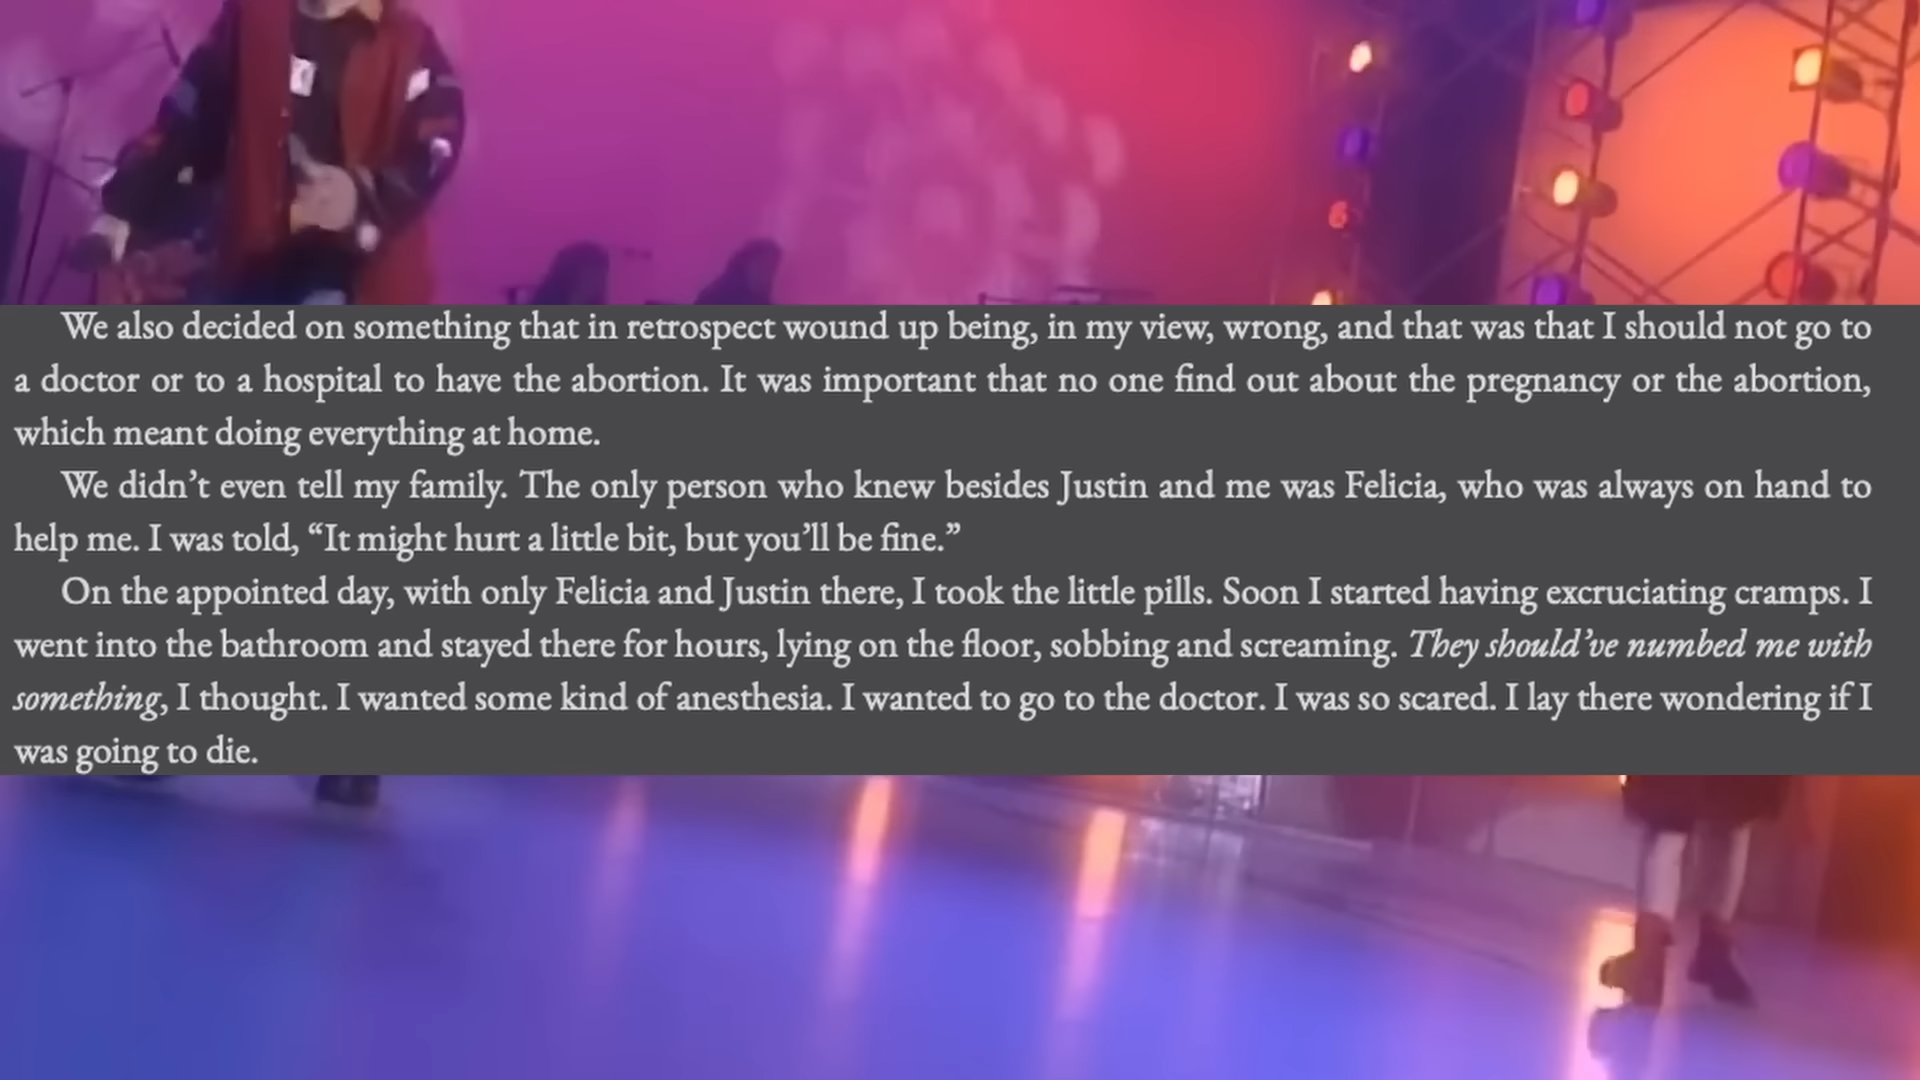 We also decided on something that in retrospect wound up being, in my view, wrong, and that was that I should not go to
a doctor or to a hospital to have the abortion. It was important that no one find out about the pregnancy or the abortion,
which meant doing everything at home.
We didn’t even tell my family. The only person who knew besides Justin and me was Felicia, who was always on hand to
help me. I was told, “It might hurt a little bit, but you’ll be fine.”
On the appointed day, with only Felicia and Justin there, I took the little pills. Soon I started having excruciating cramps. I
went into the bathroom and stayed there for hours, lying on the floor, sobbing and screaming. They should’ve numbed me with
something, I thought. I wanted some kind of anesthesia. I wanted to go to the doctor. I was so scared. I lay there wondering if I
was going to die.